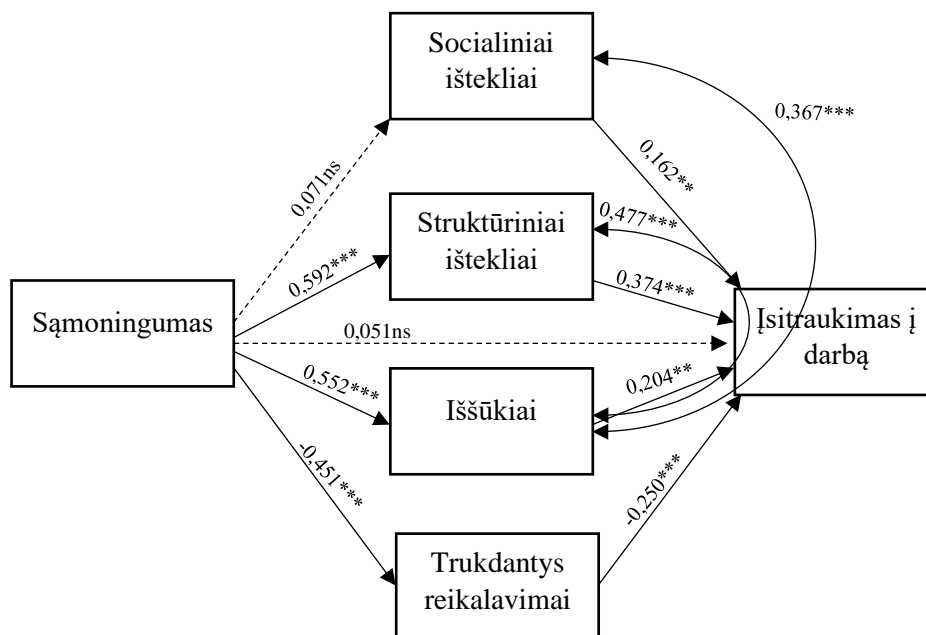 Socialiniai
ištekliai
0,367***
0,071ns
0,162**
Struktūriniai
ištekliai
0,477***
0,592***
0,374***
Sąmoningumas
0,051ns
Įsitraukimas į
darbą
0,552***
Iššūkiai
0,204**
-0,451***
-0,250***
Trukdantys
reikalavimai